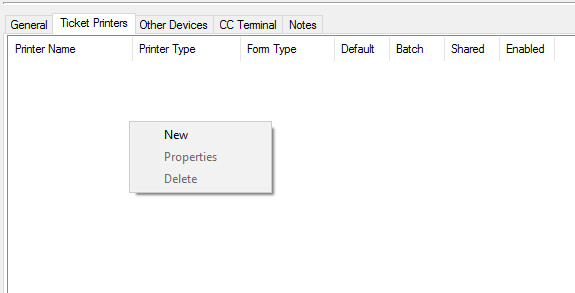 General Ticket Printers Other Devices CC Terminal Notes
Printer Name Printer Type Form Type Default Batch Shared Enabled
New
Properties
Delete